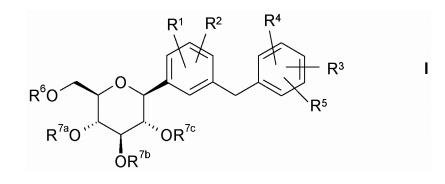 R¹ R² R⁴
R⁶O O R³ I
R⁵
R⁷ᵃO OR⁷ᶜ
OR⁷ᵇ